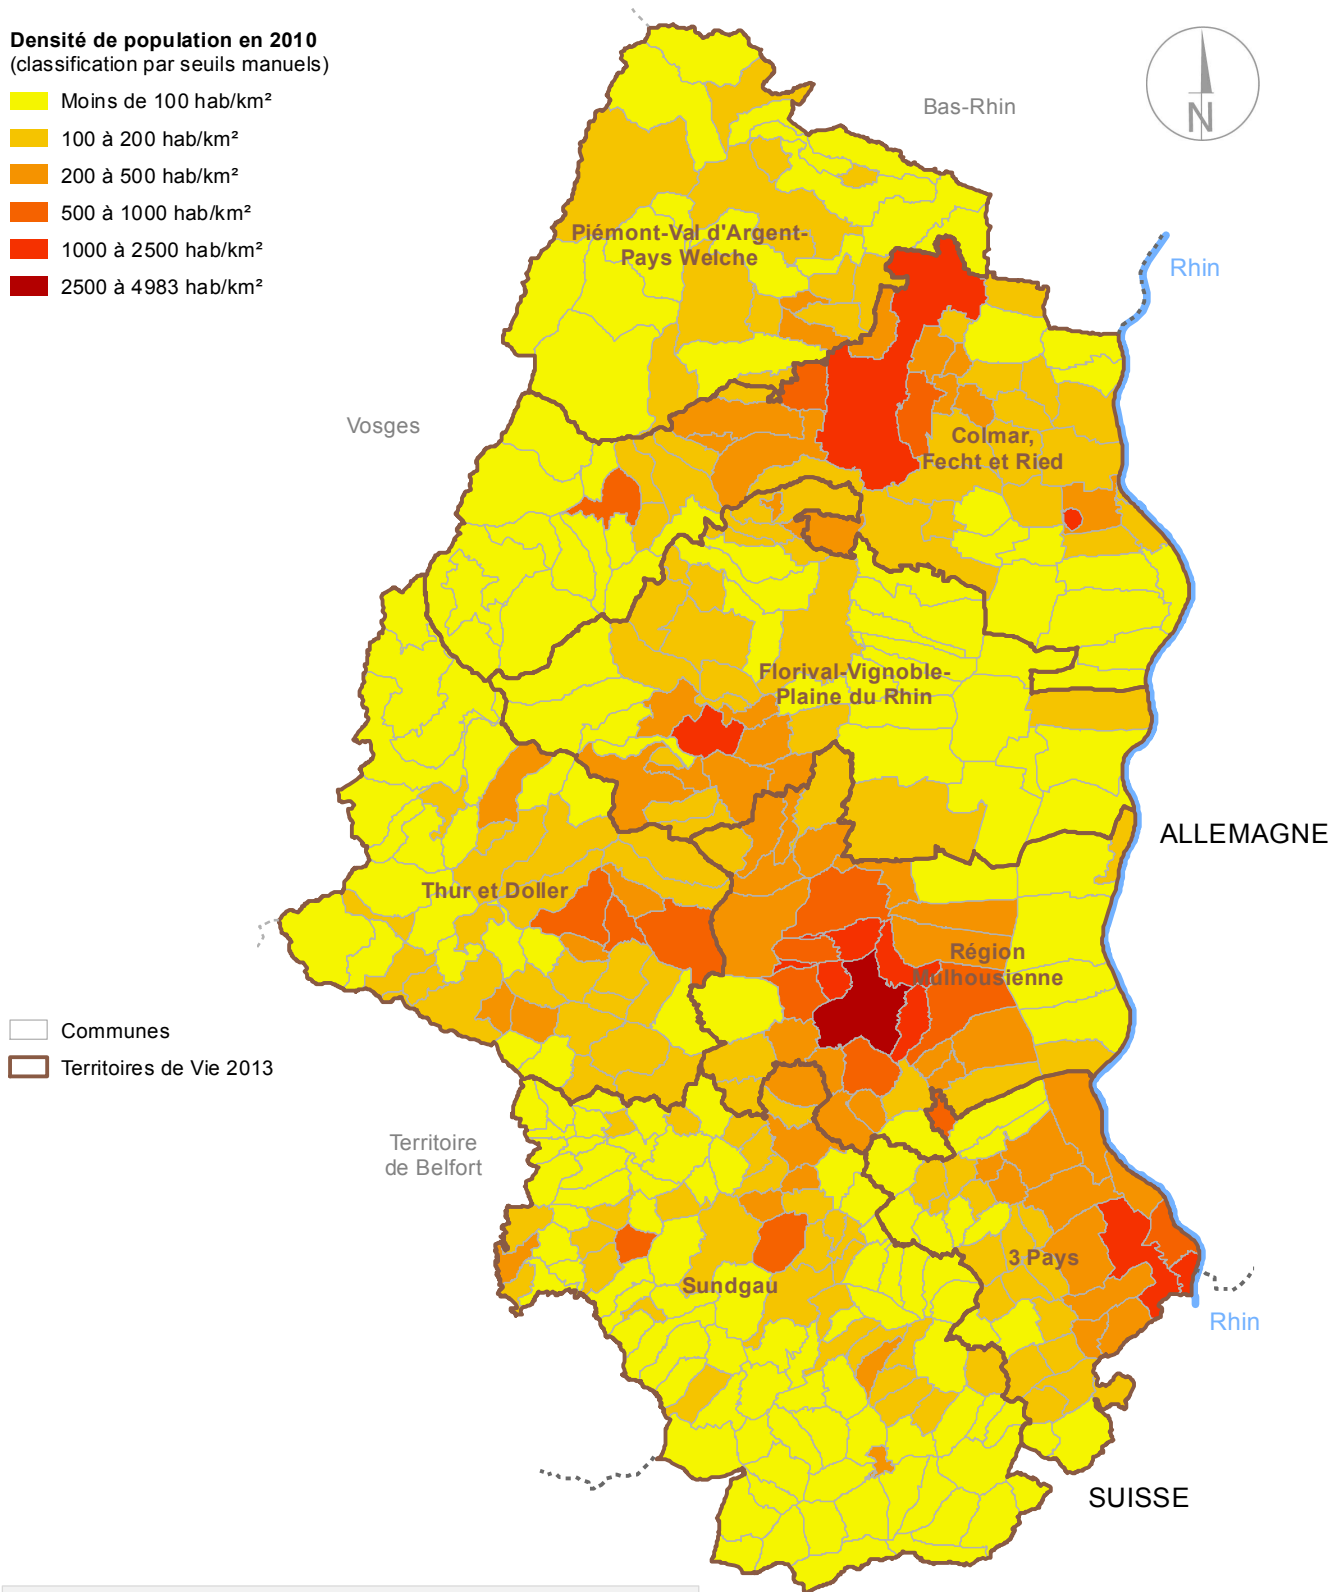 Densité de population en 2010
(classification par seuils manuels)
Moins de 100 hab/km²
100 à 200 hab/km²
200 à 500 hab/km²
500 à 1000 hab/km²
1000 à 2500 hab/km²
2500 à 4983 hab/km²
Bas-Rhin
N
Piémont-Val d'Argent-
Pays Welche
Rhin
Vosges
Colmar,
Fecht et Ried
Florival-Vignoble-
Plaine du Rhin
ALLEMAGNE
Thur et Doller
Région
Mulhousienne
Communes
Territoires de Vie 2013
Territoire
de Belfort
3 Pays
Sundgau
Rhin
SUISSE